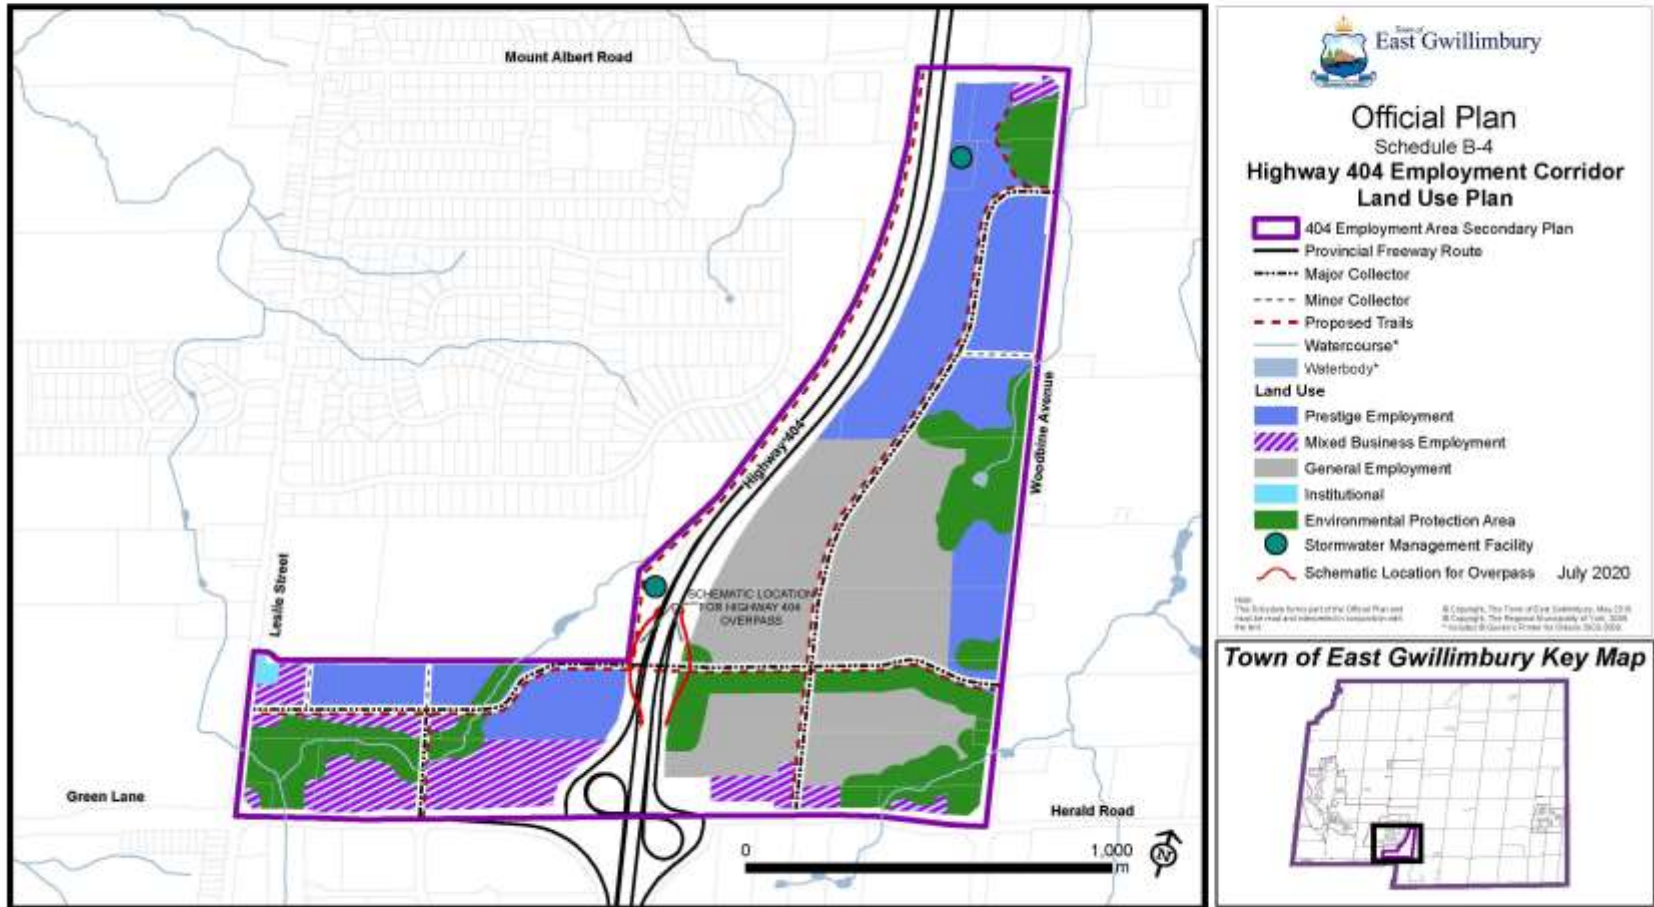 Mount Albert Road
Highway 404
Woodbine Avenue
Leslie Street
SCHEMATIC LOCATION
FOR HIGHWAY 404
OVERPASS
Green Lane
Herald Road
0
1,000
m
N
Town of
East Gwillimbury
Official Plan
Schedule B-4
Highway 404 Employment Corridor
Land Use Plan
404 Employment Area Secondary Plan
Provincial Freeway Route
Major Collector
Minor Collector
Proposed Trails
Watercourse*
Waterbody*
Land Use
Prestige Employment
Mixed Business Employment
General Employment
Institutional
Environmental Protection Area
Stormwater Management Facility
Schematic Location for Overpass
July 2020
Town of East Gwillimbury Key Map